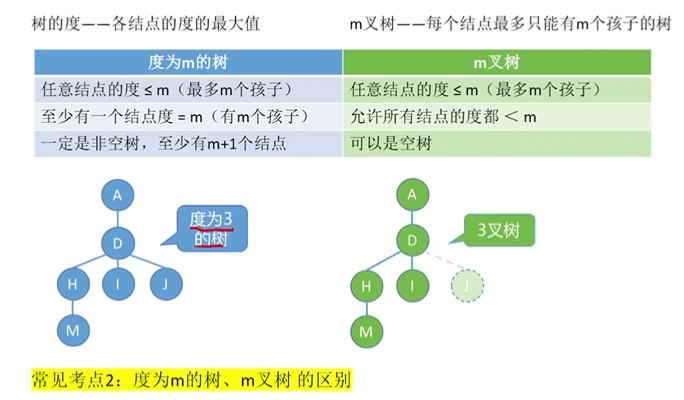 树的度——各结点的度的最大值
m叉树——每个结点最多只能有m个孩子的树
度为m的树
m叉树
任意结点的度 ≤ m（最多m个孩子）
任意结点的度 ≤ m（最多m个孩子）
至少有一个结点度 = m（有m个孩子）
允许所有结点的度都 ＜ m
一定是非空树，至少有m+1个结点
可以是空树
A
D
度为3
的树
H
I
J
M
A
D
3叉树
H
I
J
M
常见考点2：度为m的树、m叉树 的区别